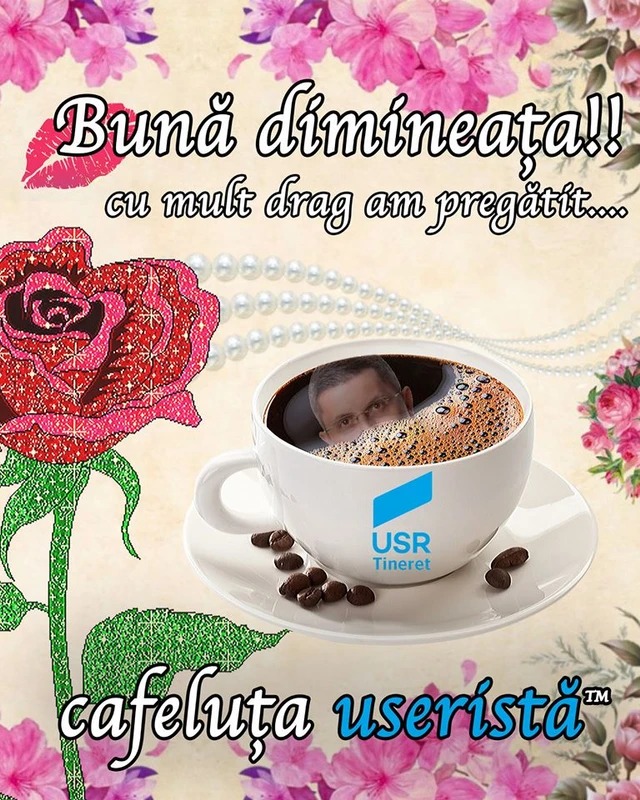 Bună dimineața!!
cu mult drag am pregătit....
USR
Tineret
cafeluța useristă™